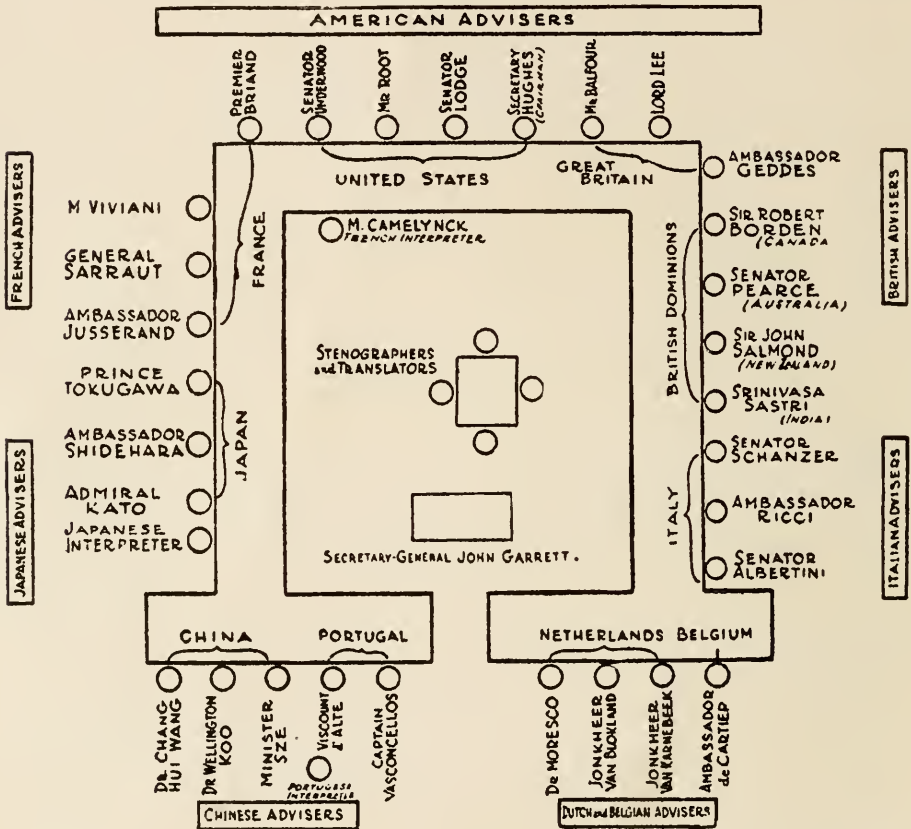 AMERICAN ADVISERS
PREMIER
BRIAND
SENATOR
UNDERWOOD
MR ROOT
SENATOR
LODGE
SECRETARY
HUGHES
(CHAIRMAN)
MR BALFOUR
LORD LEE
UNITED STATES
GREAT
BRITAIN
FRENCH ADVISERS
M VIVIANI
GENERAL
SARRAUT
AMBASSADOR
JUSSERAND
FRANCE
M. CAMELYNCK
FRENCH INTERPRETER
AMBASSADOR
GEDDES
SIR ROBERT
BORDEN
(CANADA
SENATOR
PEARCE
(AUSTRALIA)
SIR JOHN
SALMOND
(NEW ZEALAND)
SRINIVASA
SASTRI
(INDIA)
BRITISH DOMINIONS
BRITISH ADVISERS
STENOGRAPHERS
and TRANSLATORS
JAPANESE ADVISERS
PRINCE
TOKUGAWA
AMBASSADOR
SHIDEHARA
ADMIRAL
KATO
JAPANESE
INTERPRETER
JAPAN
SECRETARY-GENERAL JOHN GARRETT.
SENATOR
SCHANZER
AMBASSADOR
RICCI
SENATOR
ALBERTINI
ITALY
ITALIAN ADVISERS
CHINA
PORTUGAL
NETHERLANDS BELGIUM
DR. CHANG
HUI WANG
DR WELLINGTON
KOO
MINISTER
SZE
VISCOUNT
d'ALTE
PORTUGESE
INTERPRETER
CAPTAIN
VASCONCELLOS
DR MORESCO
JONKHEER
VAN BLOKLAND
JONKHEER
VAN KARNEBEEK
AMBASSADOR
de CARTIEP
CHINESE ADVISERS
DUTCH and BELGIAN ADVISERS